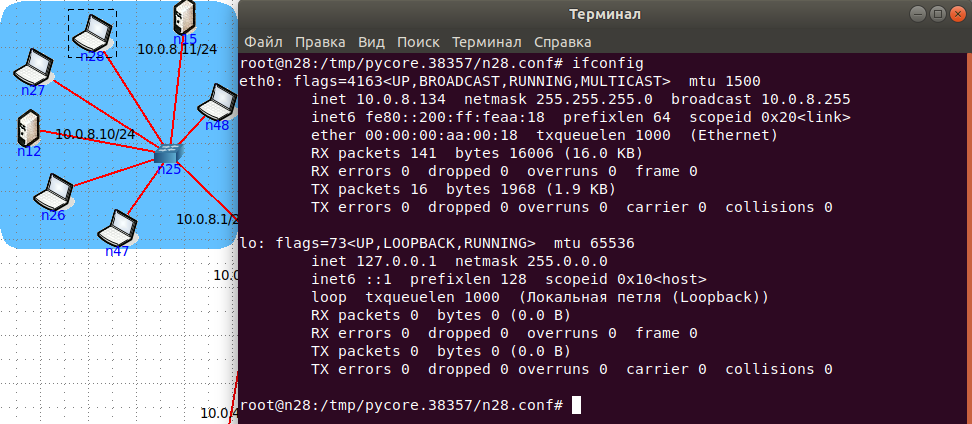 Терминал
Файл Правка Вид Поиск Терминал Справка
root@n28:/tmp/pycore.38357/n28.conf# ifconfig
eth0: flags=4163<UP,BROADCAST,RUNNING,MULTICAST> mtu 1500
inet 10.0.8.134 netmask 255.255.255.0 broadcast 10.0.8.255
inet6 fe80::200:ff:feaa:18 prefixlen 64 scopeid 0x20<link>
ether 00:00:00:aa:00:18 txqueuelen 1000 (Ethernet)
RX packets 141 bytes 16006 (16.0 KB)
RX errors 0 dropped 0 overruns 0 frame 0
TX packets 16 bytes 1968 (1.9 KB)
TX errors 0 dropped 0 overruns 0 carrier 0 collisions 0
lo: flags=73<UP,LOOPBACK,RUNNING> mtu 65536
inet 127.0.0.1 netmask 255.0.0.0
inet6 ::1 prefixlen 128 scopeid 0x10<host>
loop txqueuelen 1000 (Локальная петля (Loopback))
RX packets 0 bytes 0 (0.0 B)
RX errors 0 dropped 0 overruns 0 frame 0
TX packets 0 bytes 0 (0.0 B)
TX errors 0 dropped 0 overruns 0 carrier 0 collisions 0
root@n28:/tmp/pycore.38357/n28.conf#
n15
n28
10.0.8.11/24
n27
n48
10.0.8.10/24
n12
n25
n26
10.0.8.1/2
n47
10.0
10.0.4